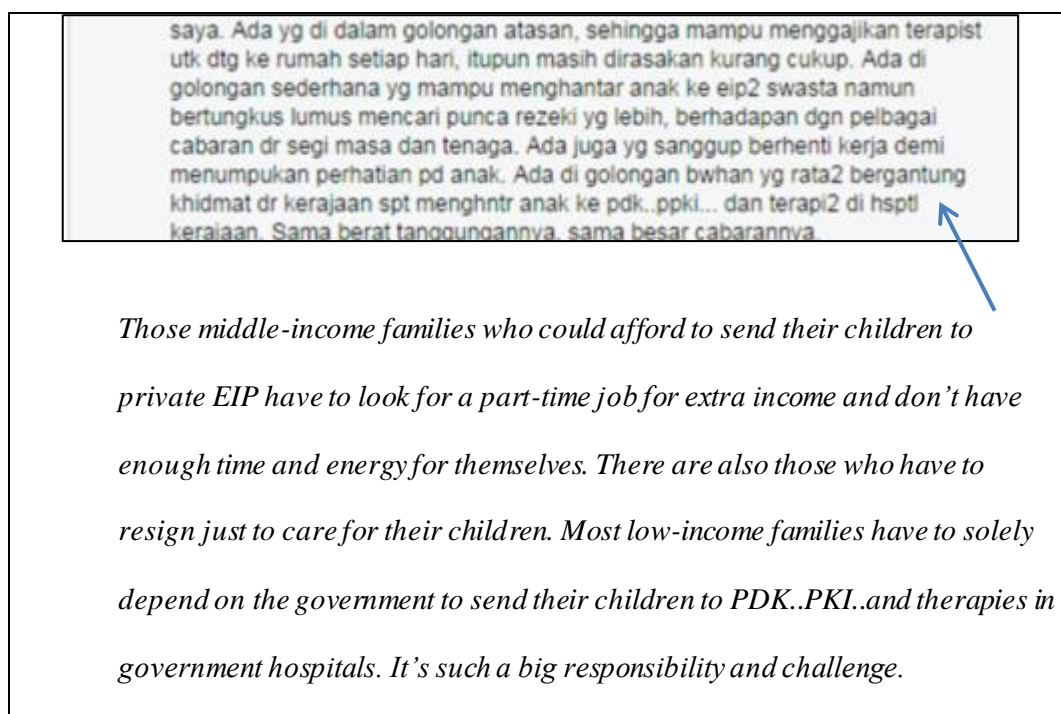 saya. Ada yg di dalam golongan atasan, sehingga mampu menggajikan terapist
utk dtg ke rumah setiap hari, itupun masih dirasakan kurang cukup. Ada di
golongan sederhana yg mampu menghantar anak ke eip2 swasta namun
bertungkus lumus mencari punca rezeki yg lebih, berhadapan dgn pelbagai
cabaran dr segi masa dan tenaga. Ada juga yg sanggup berhenti kerja demi
menumpukan perhatian pd anak. Ada di golongan bwhan yg rata2 bergantung
khidmat dr kerajaan spt menghntr anak ke pdk..ppki... dan terapi2 di hsptl
kerajaan. Sama berat tanggungannya, sama besar cabarannya.
Those middle-income families who could afford to send their children to
private EIP have to look for a part-time job for extra income and don't have
enough time and energy for themselves. There are also those who have to
resign just to care for their children. Most low-income families have to solely
depend on the government to send their children to PDK..PKI..and therapies in
government hospitals. It's such a big responsibility and challenge.